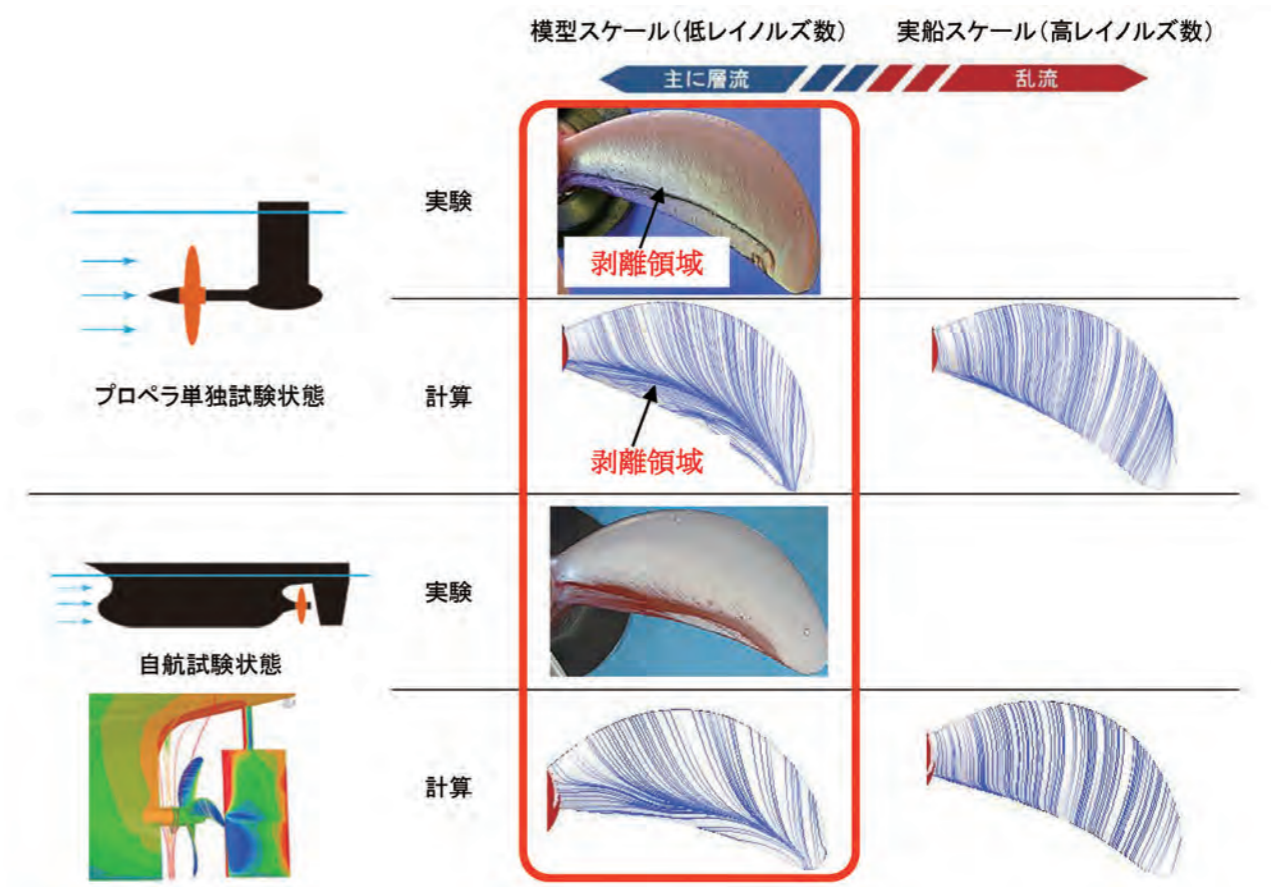 模型スケール(低レイノルズ数)
実船スケール(高レイノルズ数)
主に層流
乱流
実験
剥離領域
プロペラ単独試験状態
計算
剥離領域
実験
自航試験状態
計算